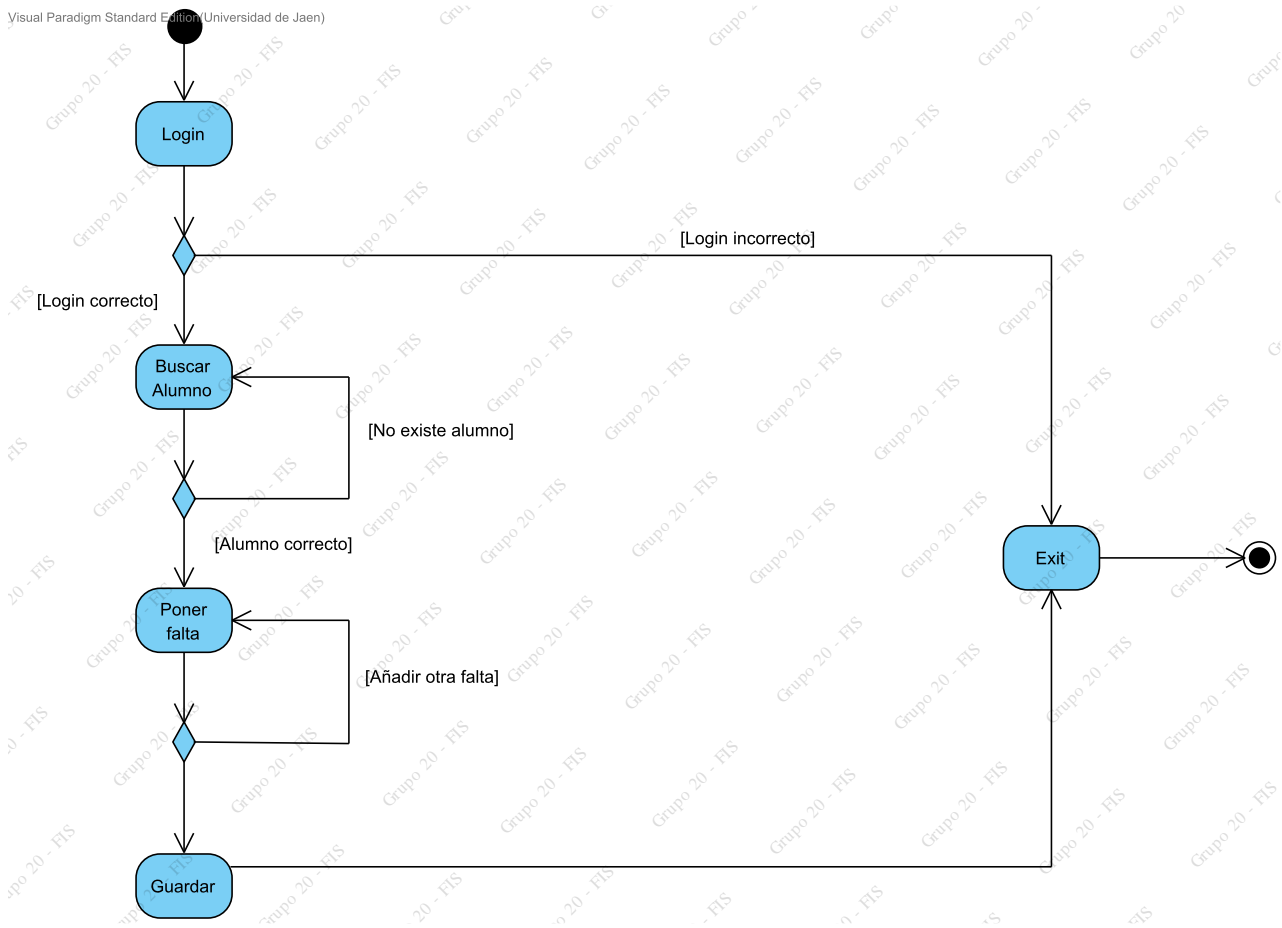 Visual Paradigm Standard Edition(Universidad de Jaen)
Login
[Login incorrecto]
[Login correcto]
Buscar
Alumno
[No existe alumno]
[Alumno correcto]
Exit
Poner
falta
[Añadir otra falta]
Guardar
Grupo 20 - FIS